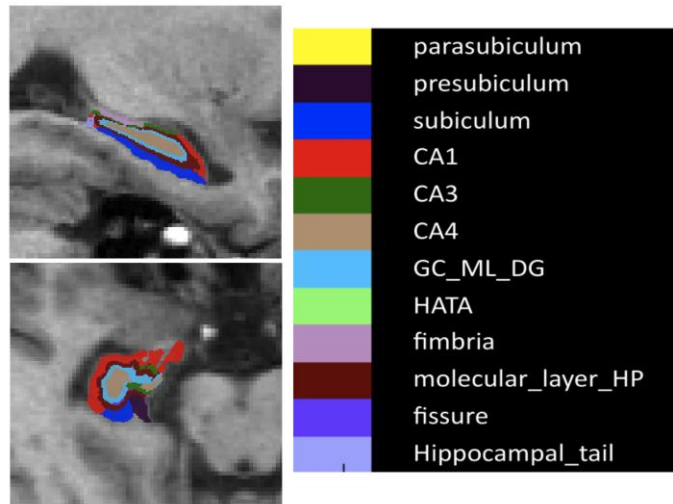 parasubiculum
presubiculum
subiculum
CA1
CA3
CA4
GC_ML_DG
HATA
fimbria
molecular_layer_HP
fissure
Hippocampal_tail